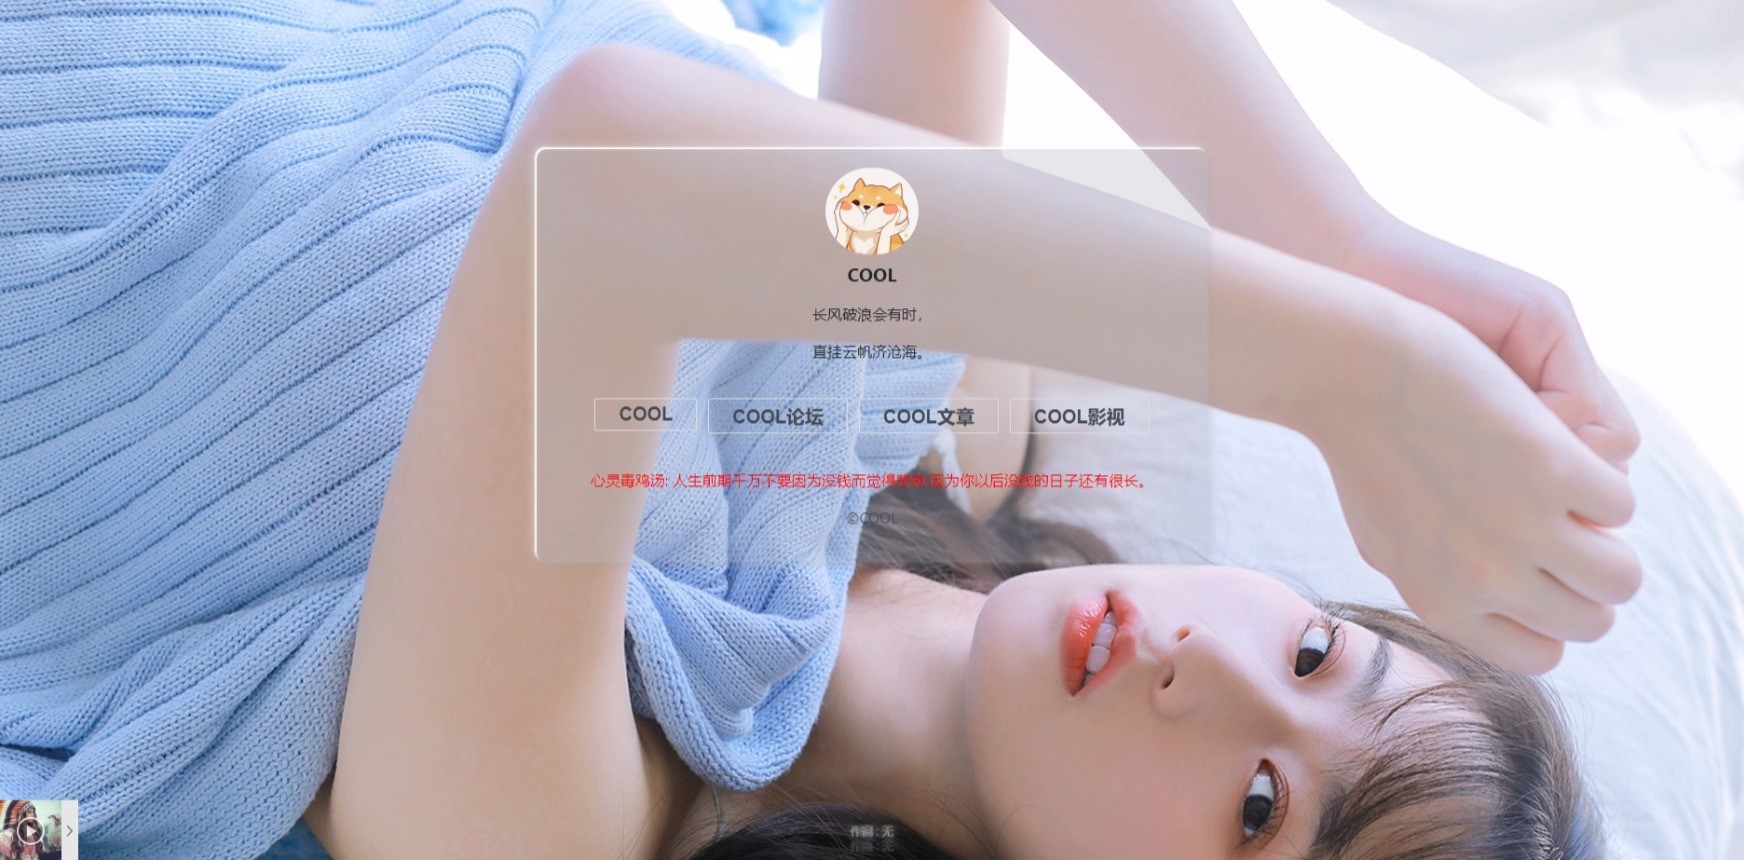 COOL
长风破浪会有时,
直挂云帆济沧海。
COOL COOL论坛 COOL文章 COOL影视
心灵毒鸡汤: 人生前期千万不要因为没钱而觉得 因为你以后没钱的日子还有很长。
©COOL
作词 : 无
作曲 : 无